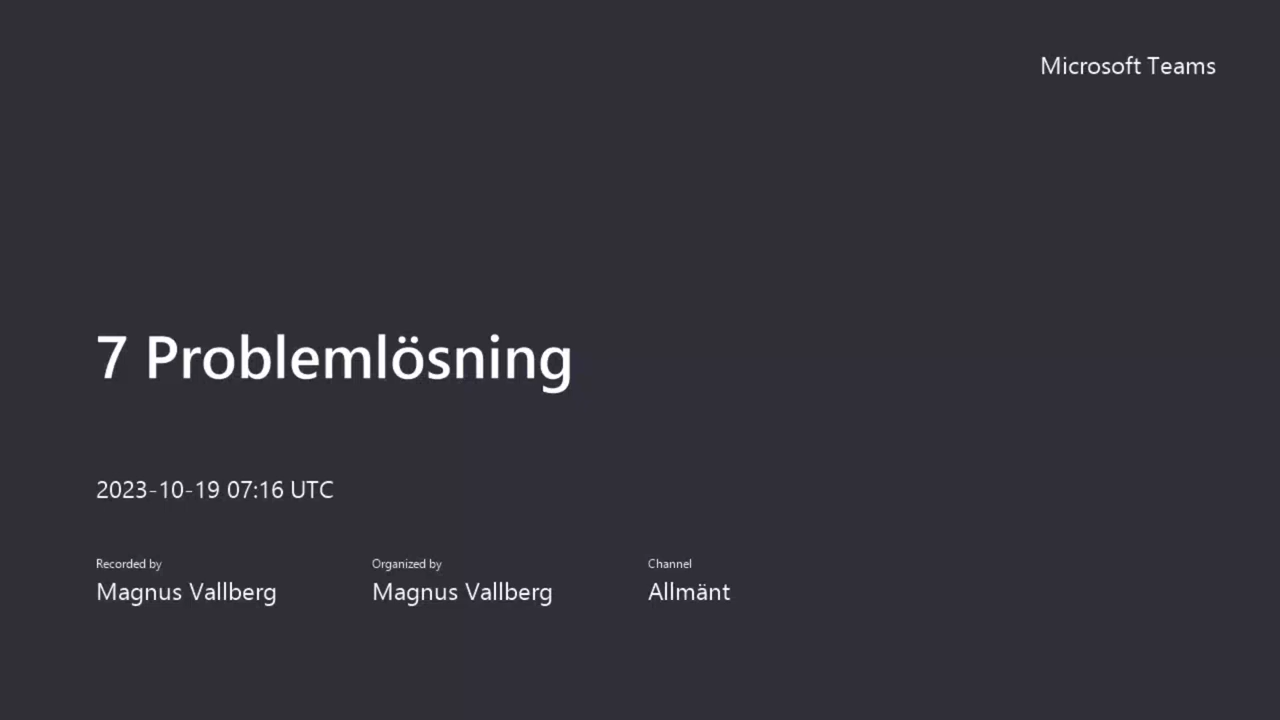 Microsoft Teams
7 Problemlösning
2023-10-19 07:16 UTC
Recorded by
Magnus Vallberg
Organized by
Magnus Vallberg
Channel
Allmänt